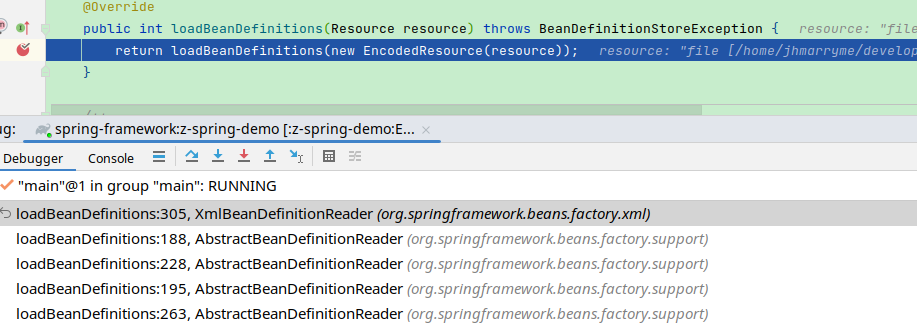 @Override
public int loadBeanDefinitions(Resource resource) throws BeanDefinitionStoreException { resource: "file
return loadBeanDefinitions(new EncodedResource(resource)); resource: "file [/home/jhmarryme/develop
}
ug: spring-framework:z-spring-demo [:z-spring-demo:E... ×
Debugger Console
"main"@1 in group "main": RUNNING
loadBeanDefinitions:305, XmlBeanDefinitionReader (org.springframework.beans.factory.xml)
loadBeanDefinitions:188, AbstractBeanDefinitionReader (org.springframework.beans.factory.support)
loadBeanDefinitions:228, AbstractBeanDefinitionReader (org.springframework.beans.factory.support)
loadBeanDefinitions:195, AbstractBeanDefinitionReader (org.springframework.beans.factory.support)
loadBeanDefinitions:263, AbstractBeanDefinitionReader (org.springframework.beans.factory.support)